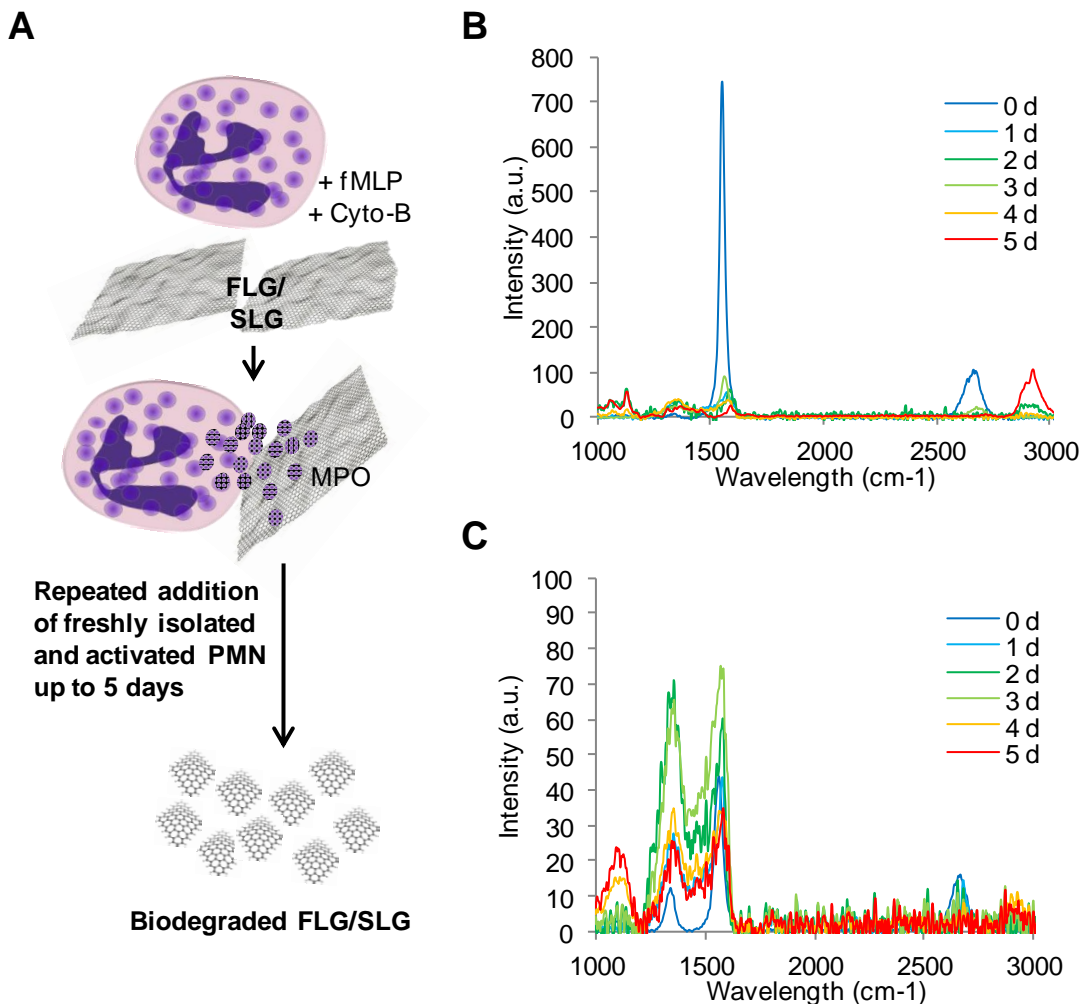 A
+ fMLP
+ Cyto-B
FLG/
SLG
MPO
Repeated addition
of freshly isolated
and activated PMN
up to 5 days
Biodegraded FLG/SLG
B
Intensity (a.u.)
800
700
600
500
400
300
200
100
0
1000
1500
2000
2500
3000
Wavelength (cm-1)
0 d
1 d
2 d
3 d
4 d
5 d
C
Intensity (a.u.)
100
90
80
70
60
50
40
30
20
10
0
1000
1500
2000
2500
3000
Wavelength (cm-1)
0 d
1 d
2 d
3 d
4 d
5 d